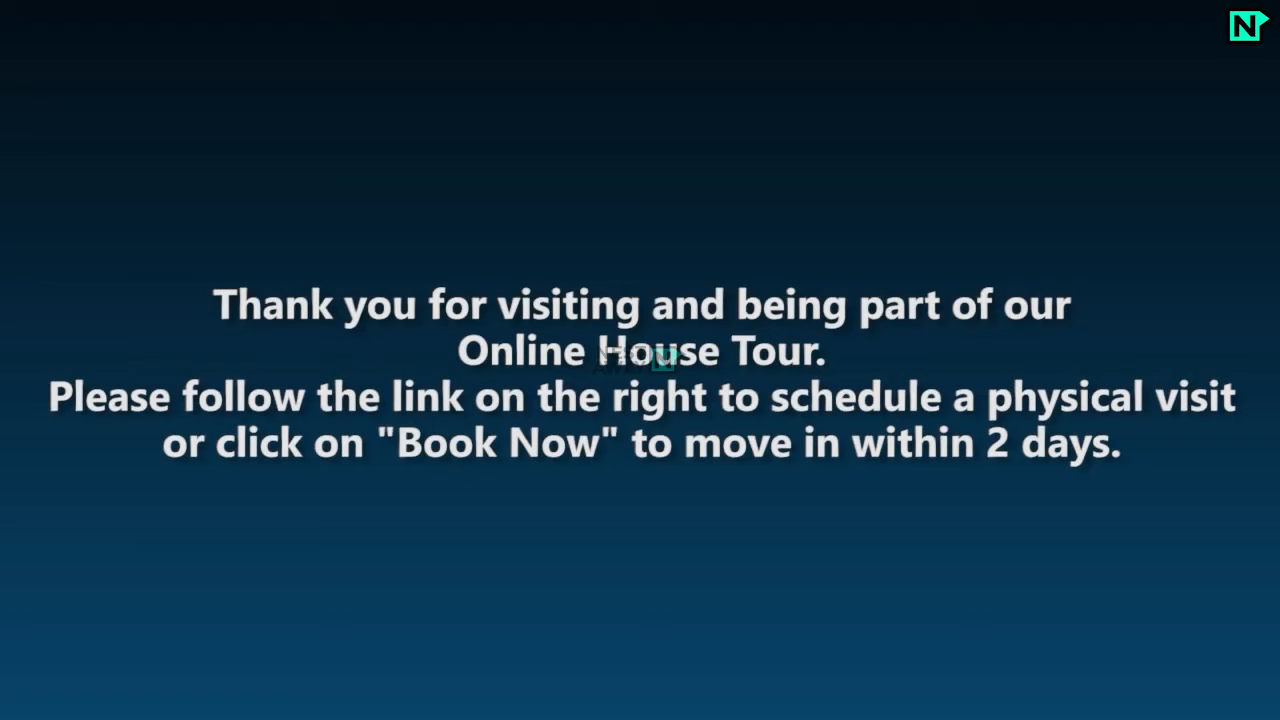 N
Thank you for visiting and being part of our
Online House Tour.
Please follow the link on the right to schedule a physical visit
or click on "Book Now" to move in within 2 days.